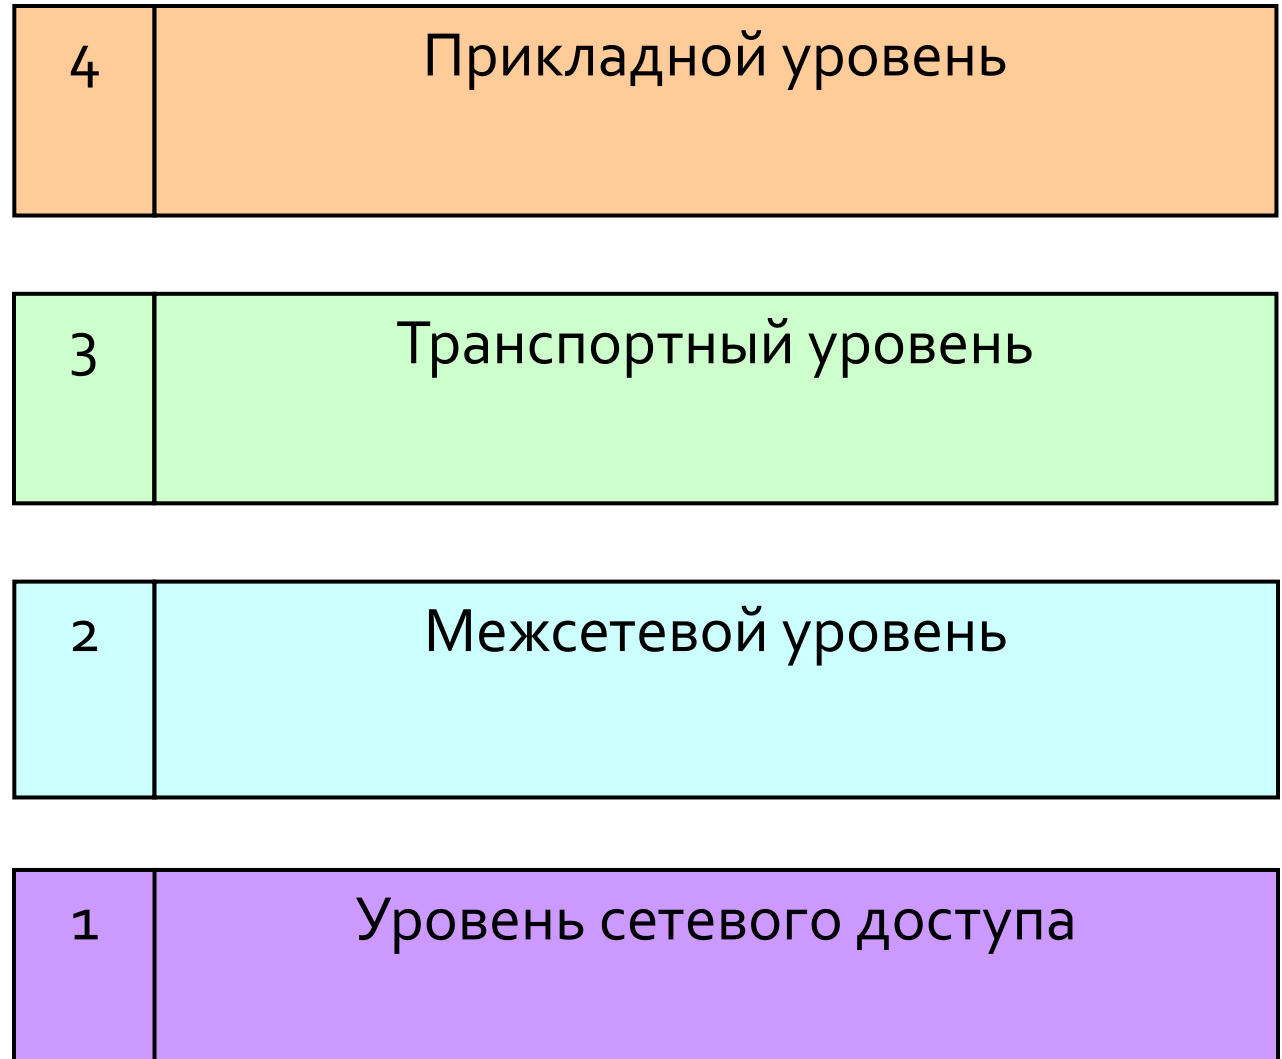 4 Прикладной уровень
3 Транспортный уровень
2 Межсетевой уровень
1 Уровень сетевого доступа